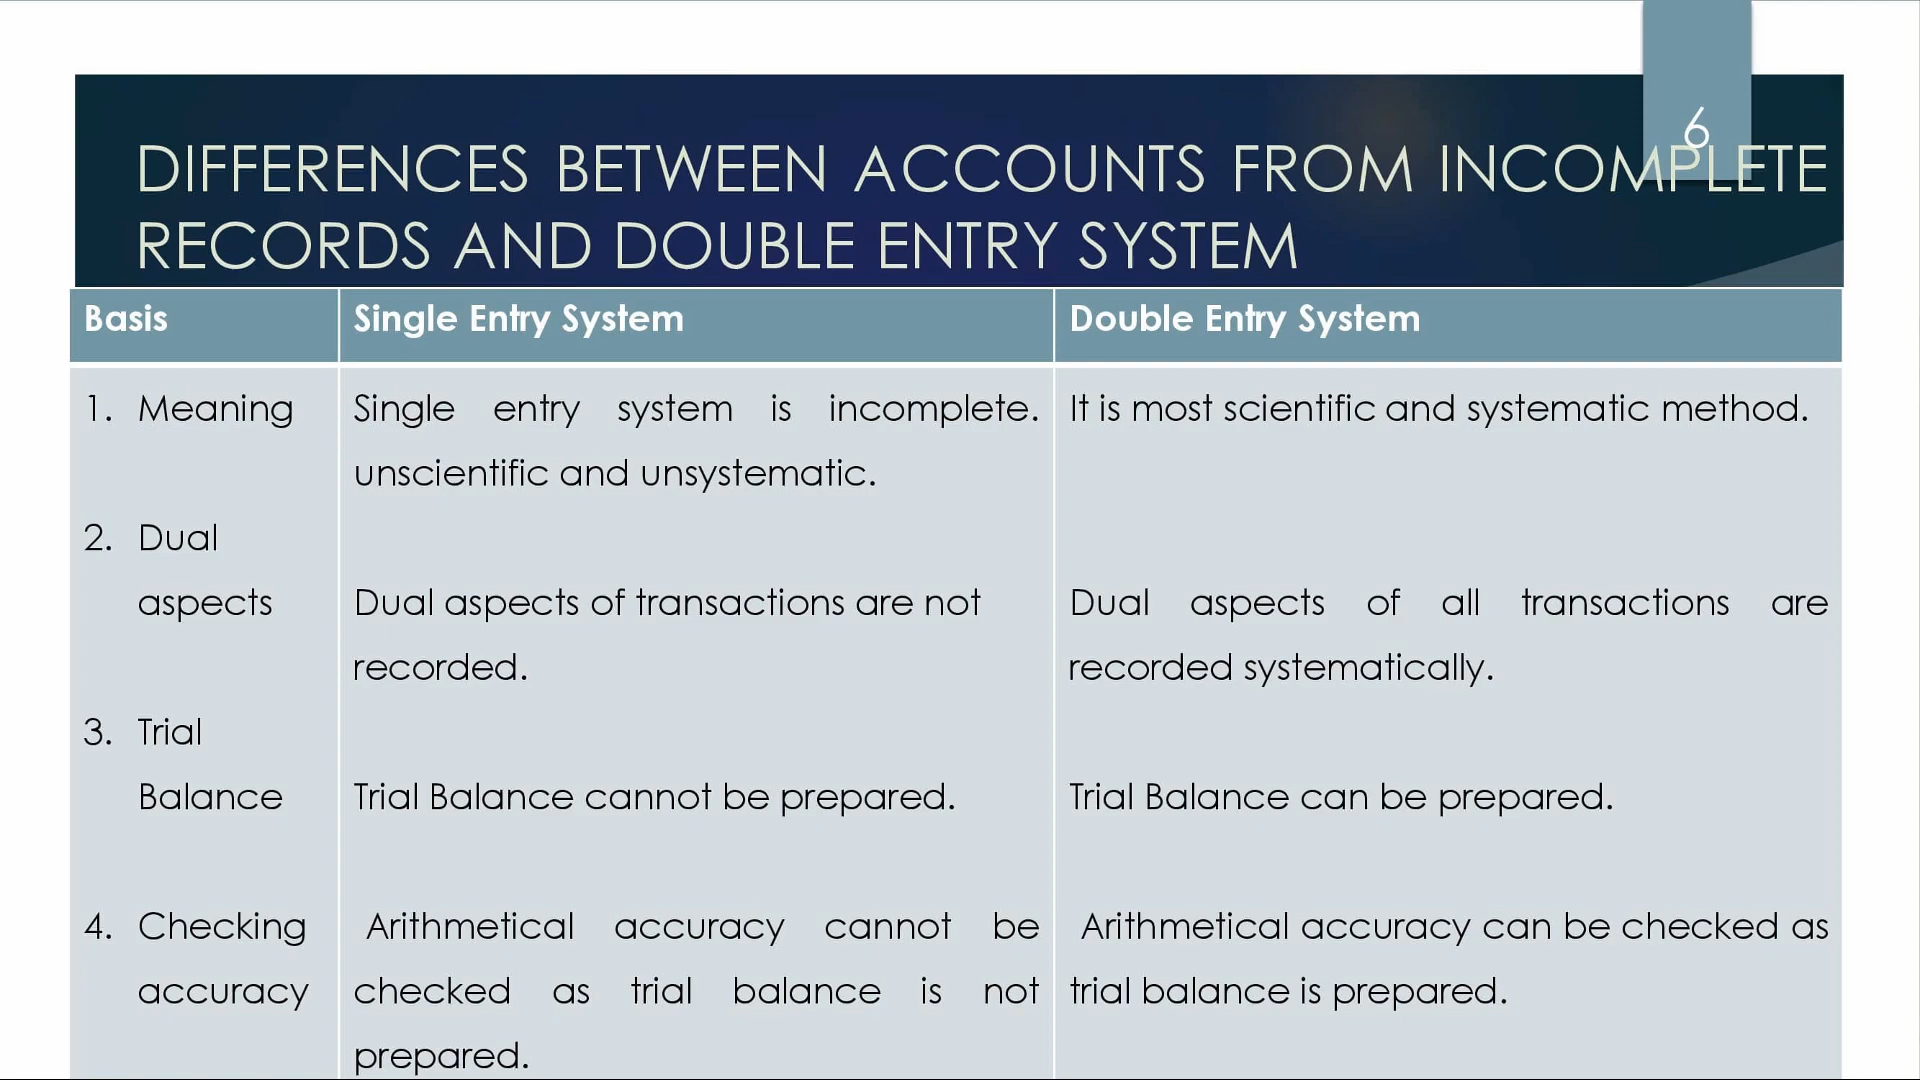 6
DIFFERENCES BETWEEN ACCOUNTS FROM INCOMPLETE
RECORDS AND DOUBLE ENTRY SYSTEM
Basis
Single Entry System
Double Entry System
1. Meaning
Single entry system is incomplete.
unscientific and unsystematic.
It is most scientific and systematic method.
2. Dual
aspects
Dual aspects of transactions are not
recorded.
Dual aspects of all transactions are
recorded systematically.
3. Trial
Balance
Trial Balance cannot be prepared.
Trial Balance can be prepared.
4. Checking
accuracy
Arithmetical accuracy cannot be
checked as trial balance is not
prepared.
Arithmetical accuracy can be checked as
trial balance is prepared.